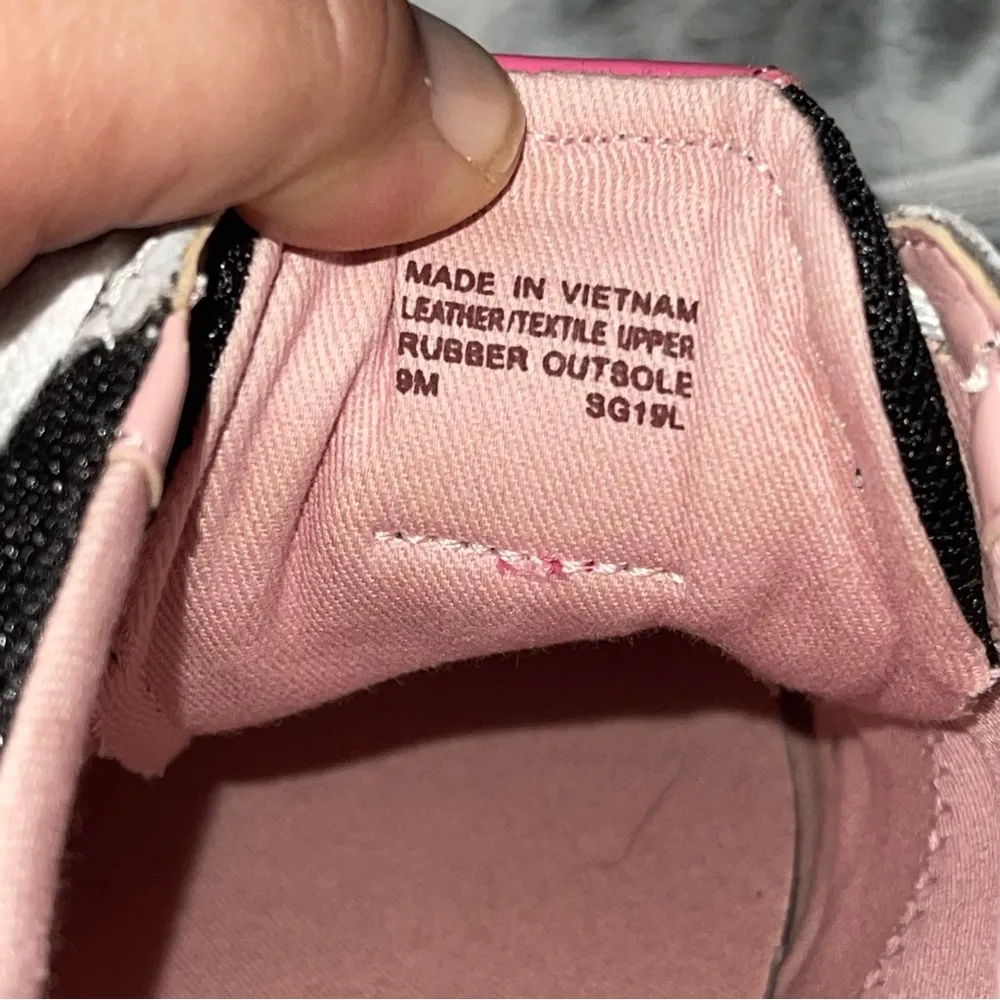 MADE IN VIETNAM
LEATHER/TEXTILE UPPER
RUBBER OUTSOLE
9M SG19L